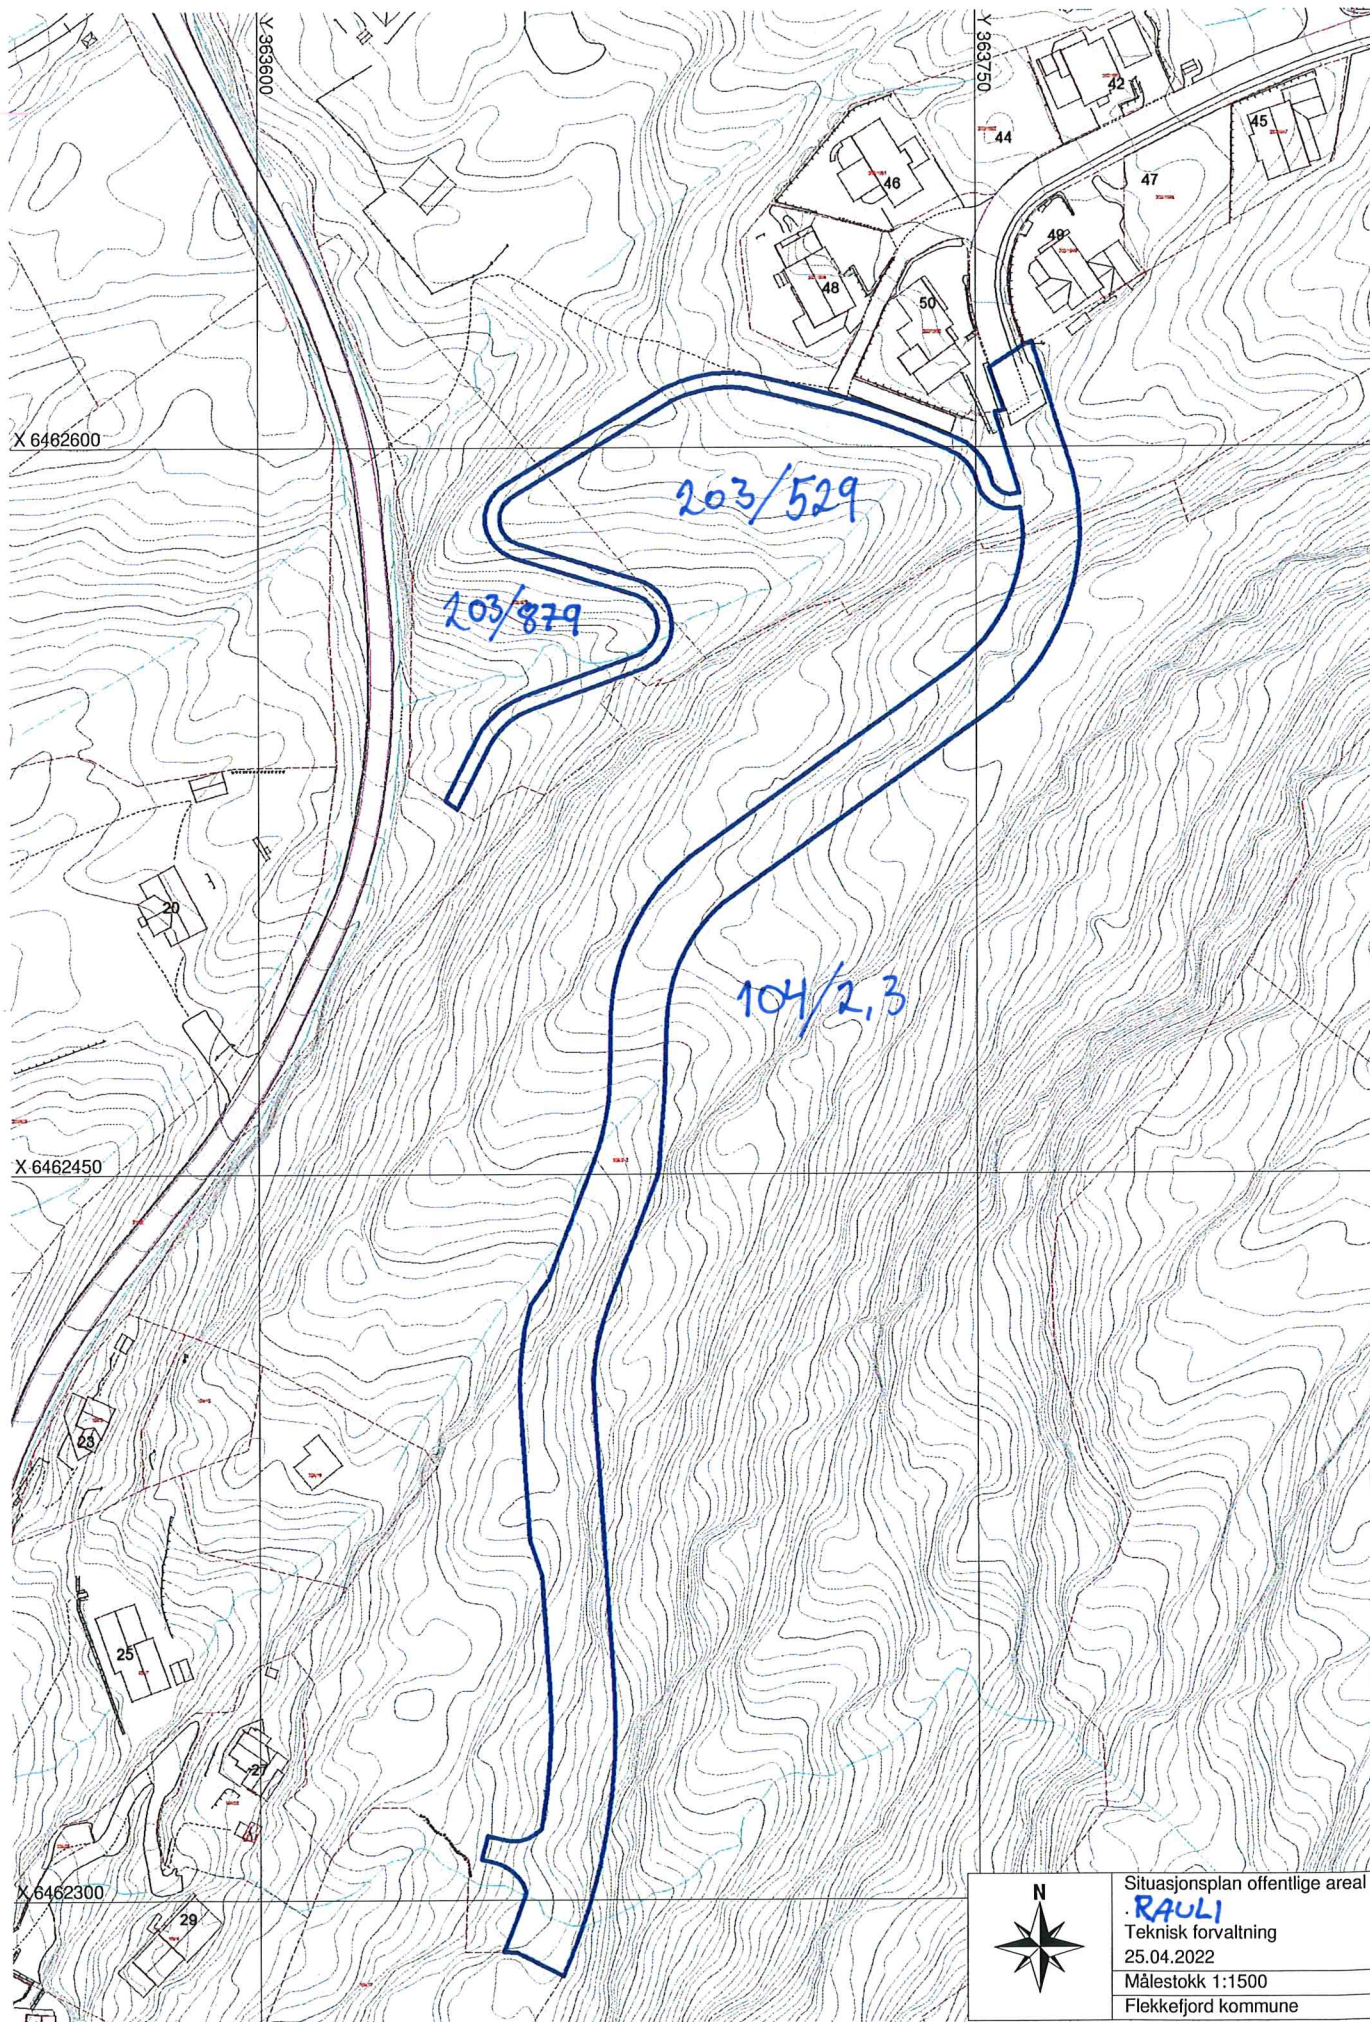 Y 363600
Y 363750
42
45
44
46
47
49
48
50
X 6462600
203/529
203/879
20
104/2,3
X 6462450
23
25
27
X 6462300
29
N
Situasjonsplan offentlige areal
RAULI
Teknisk forvaltning
25.04.2022
Målestokk 1:1500
Flekkefjord kommune